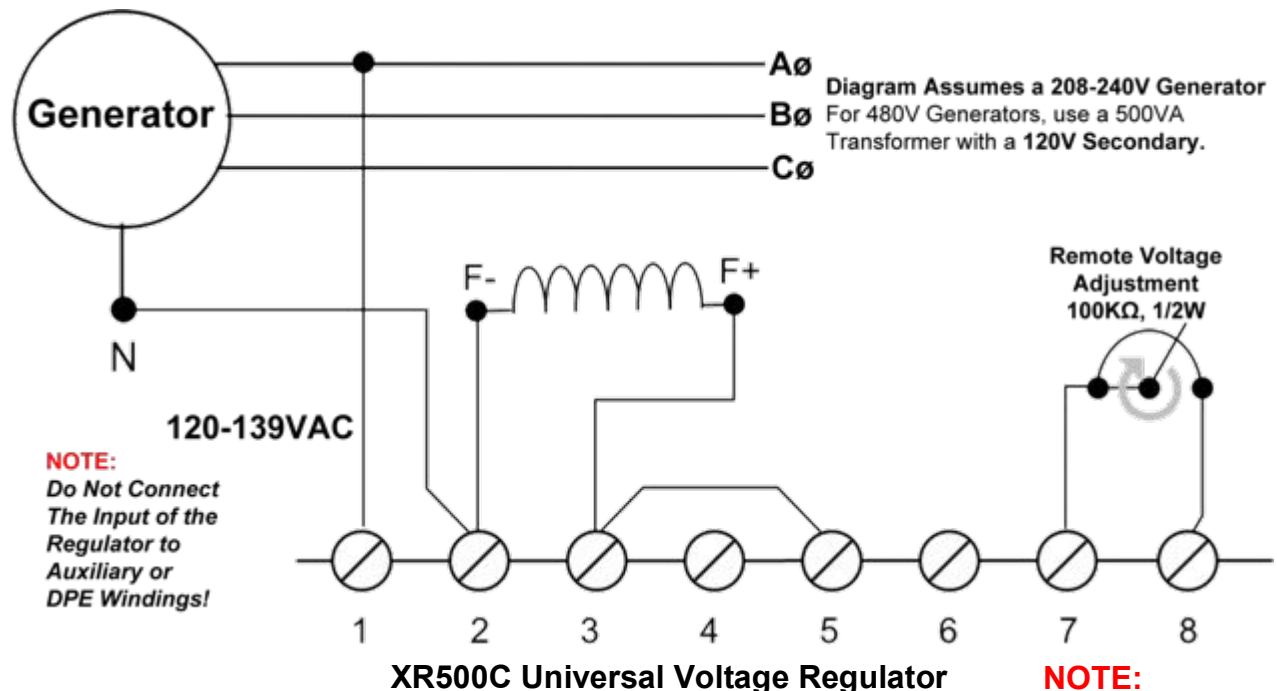 Generator
Aø
Bø
Cø
Diagram Assumes a 208-240V Generator
For 480V Generators, use a 500VA
Transformer with a 120V Secondary.
N
F-
F+
Remote Voltage
Adjustment
100KΩ, 1/2W
120-139VAC
NOTE:
Do Not Connect
The Input of the
Regulator to
Auxiliary or
DPE Windings!
1 2 3 4 5 6 7 8
XR500C Universal Voltage Regulator
NOTE: